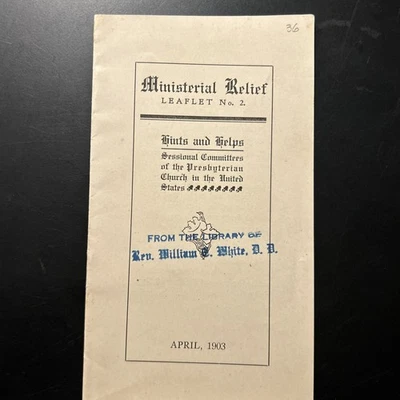 36
Ministerial Relief
LEAFLET No. 2.
Hints and Helps
Sessional Committees
of the Presbyterian
Church in the United
States
FROM THE LIBRARY OF
Rev. William White, D. D.
APRIL, 1903